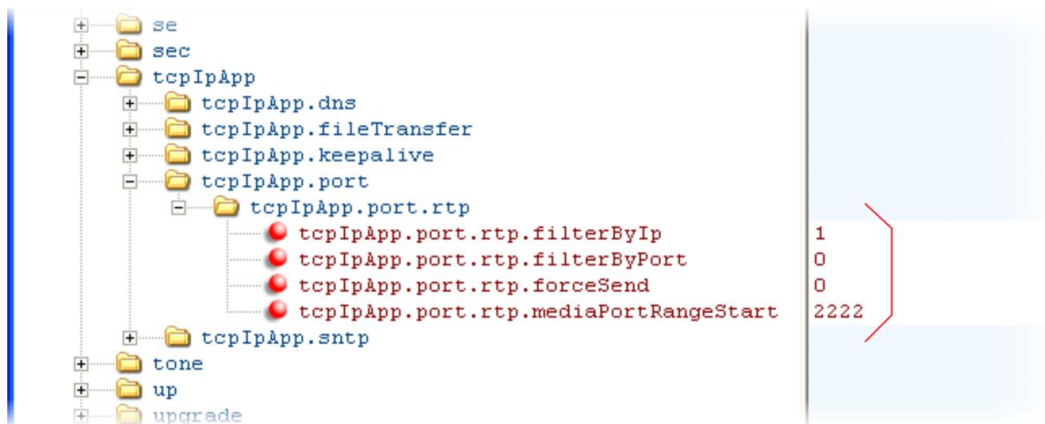 se
sec
tcpIpApp
tcpIpApp.dns
tcpIpApp.fileTransfer
tcpIpApp.keepalive
tcpIpApp.port
tcpIpApp.port.rtp
tcpIpApp.port.rtp.filterByIp 1
tcpIpApp.port.rtp.filterByPort 0
tcpIpApp.port.rtp.forceSend 0
tcpIpApp.port.rtp.mediaPortRangeStart 2222
tcpIpApp.sntp
tone
up
upgrade